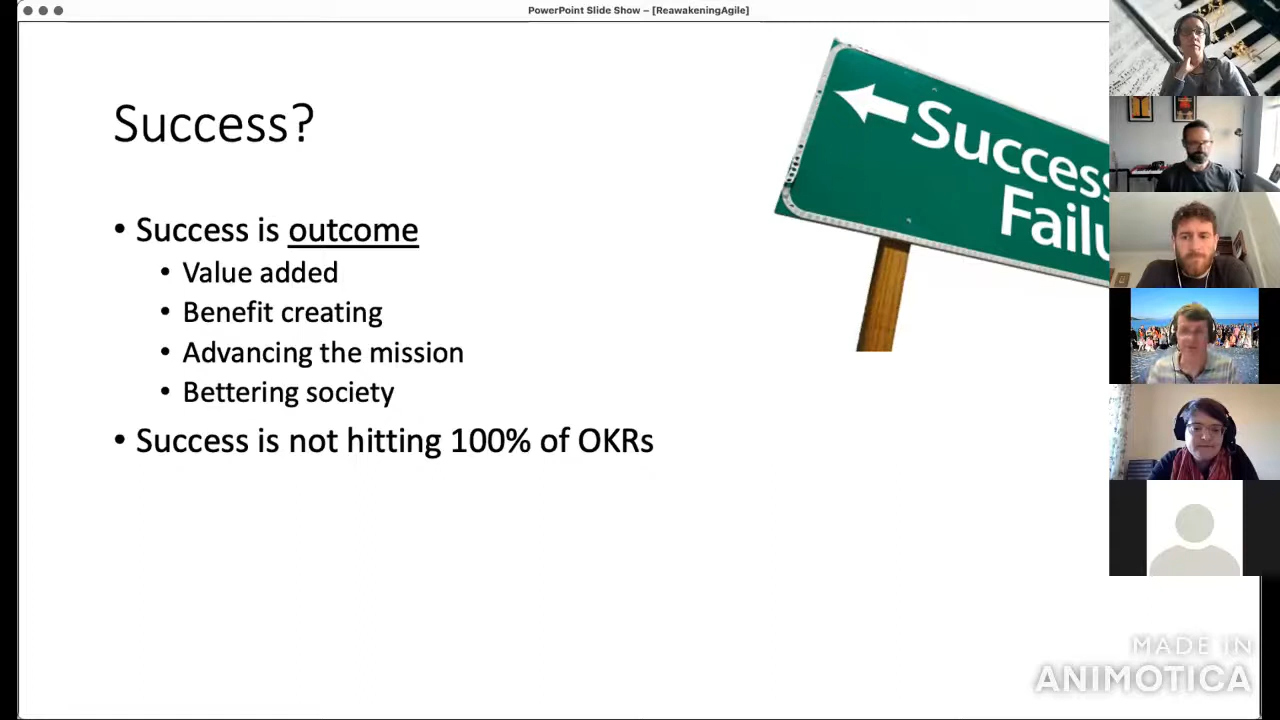 PowerPoint Slide Show – [ReawakeningAgile]
Success?
• Success is outcome
• Value added
• Benefit creating
• Advancing the mission
• Bettering society
• Success is not hitting 100% of OKRs
Success
Failu
MADE IN
ANIMOTICA